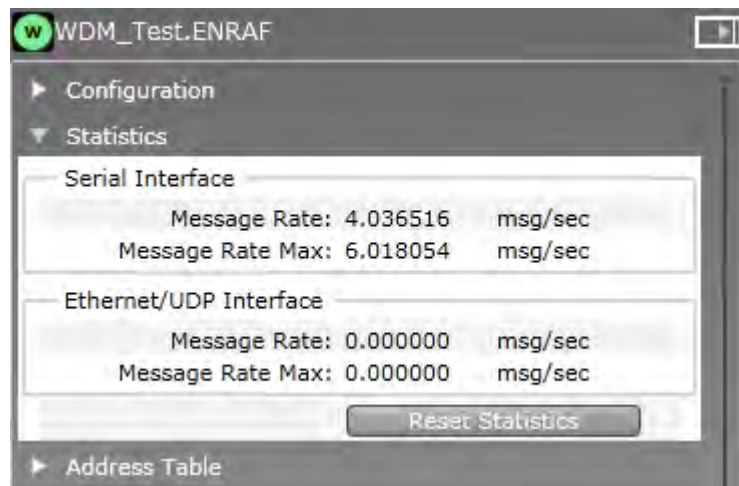 W WDM_Test.ENRAF
Configuration
Statistics
Serial Interface
Message Rate: 4.036516 msg/sec
Message Rate Max: 6.018054 msg/sec
Ethernet/UDP Interface
Message Rate: 0.000000 msg/sec
Message Rate Max: 0.000000 msg/sec
Reset Statistics
Address Table